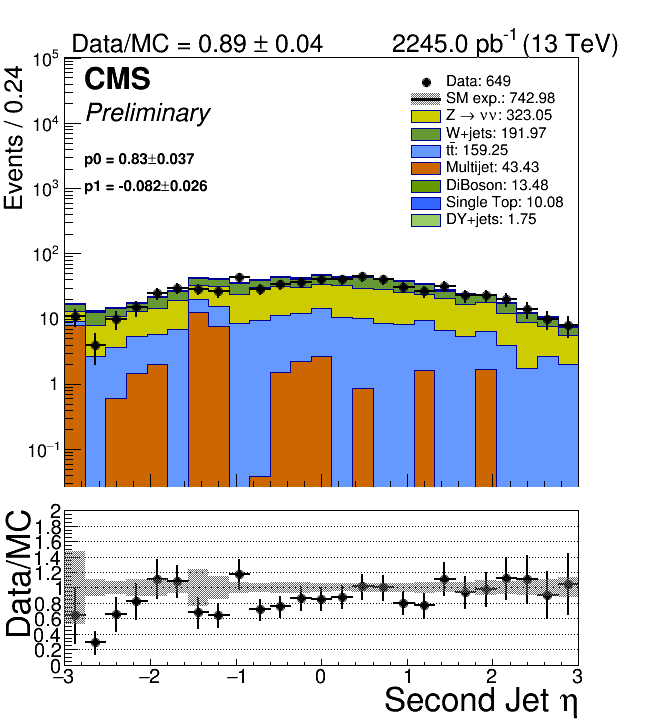 Data/MC = 0.89 ± 0.04 2245.0 pb⁻¹ (13 TeV)
CMS
Preliminary
p0 = 0.83±0.037
p1 = -0.082±0.026
Data: 649
SM exp.: 742.98
Z → νν: 323.05
W+jets: 191.97
tt̄: 159.25
Multijet: 43.43
DiBoson: 13.48
Single Top: 10.08
DY+jets: 1.75
Events / 0.24
10⁵
10⁴
10³
10²
10
1
10⁻¹
Data/MC
2
1.8
1.6
1.4
1.2
1
0.8
0.6
0.4
0.2
0
−3 −2 −1 0 1 2 3
Second Jet η